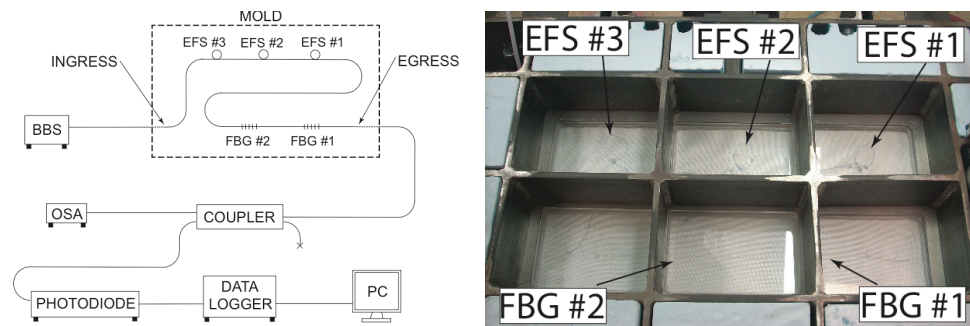 MOLD
EFS #3 EFS #2 EFS #1
INGRESS
EGRESS
BBS
FBG #2 FBG #1
OSA
COUPLER
PHOTODIODE
DATA
LOGGER
PC
EFS #3
EFS #2
EFS #1
FBG #2
FBG #1